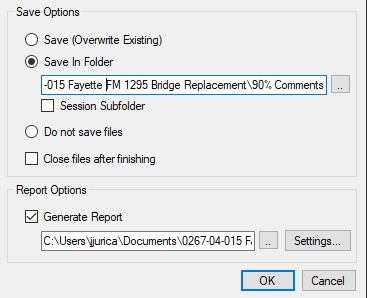 Save Options
Save (Overwrite Existing)
Save In Folder
-015 Fayette FM 1295 Bridge Replacement\90% Comments ..
Session Subfolder
Do not save files
Close files after finishing
Report Options
Generate Report
C:\Users\jjurica\Documents\0267-04-015 F .. Settings...
OK Cancel